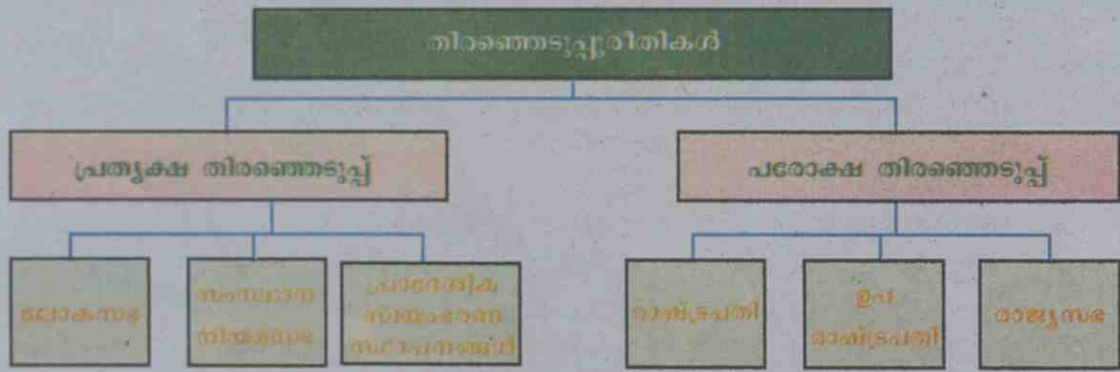 തിരഞ്ഞെടുപ്പുരീതികൾ
പ്രത്യക്ഷ തിരഞ്ഞെടുപ്പ്
പരോക്ഷ തിരഞ്ഞെടുപ്പ്
ലോകസഭ
സംസ്ഥാന
നിയമസഭ
പ്രാദേശിക
സ്വയംഭരണ
സ്ഥാപനങ്ങൾ
രാഷ്ട്രപതി
ഉപ
രാഷ്ട്രപതി
രാജ്യസഭ